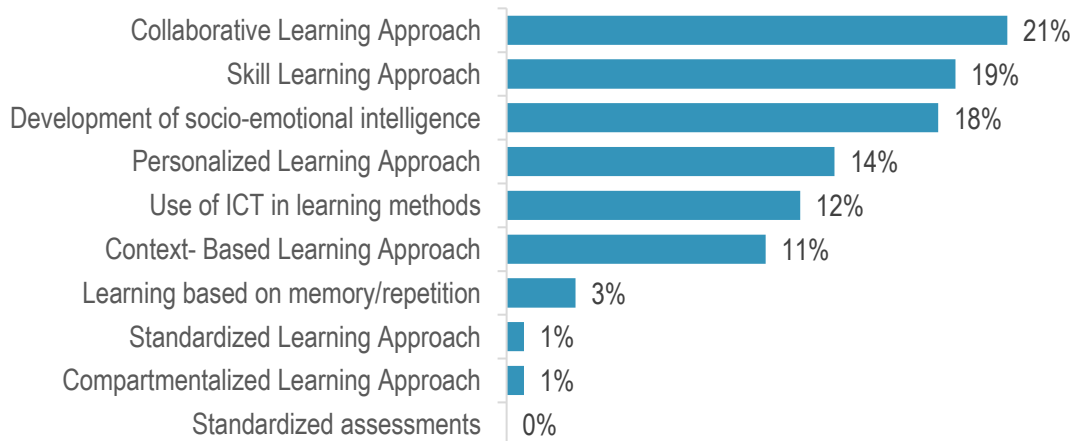 Collaborative Learning Approach 21%
Skill Learning Approach 19%
Development of socio-emotional intelligence 18%
Personalized Learning Approach 14%
Use of ICT in learning methods 12%
Context- Based Learning Approach 11%
Learning based on memory/repetition 3%
Standardized Learning Approach 1%
Compartmentalized Learning Approach 1%
Standardized assessments 0%